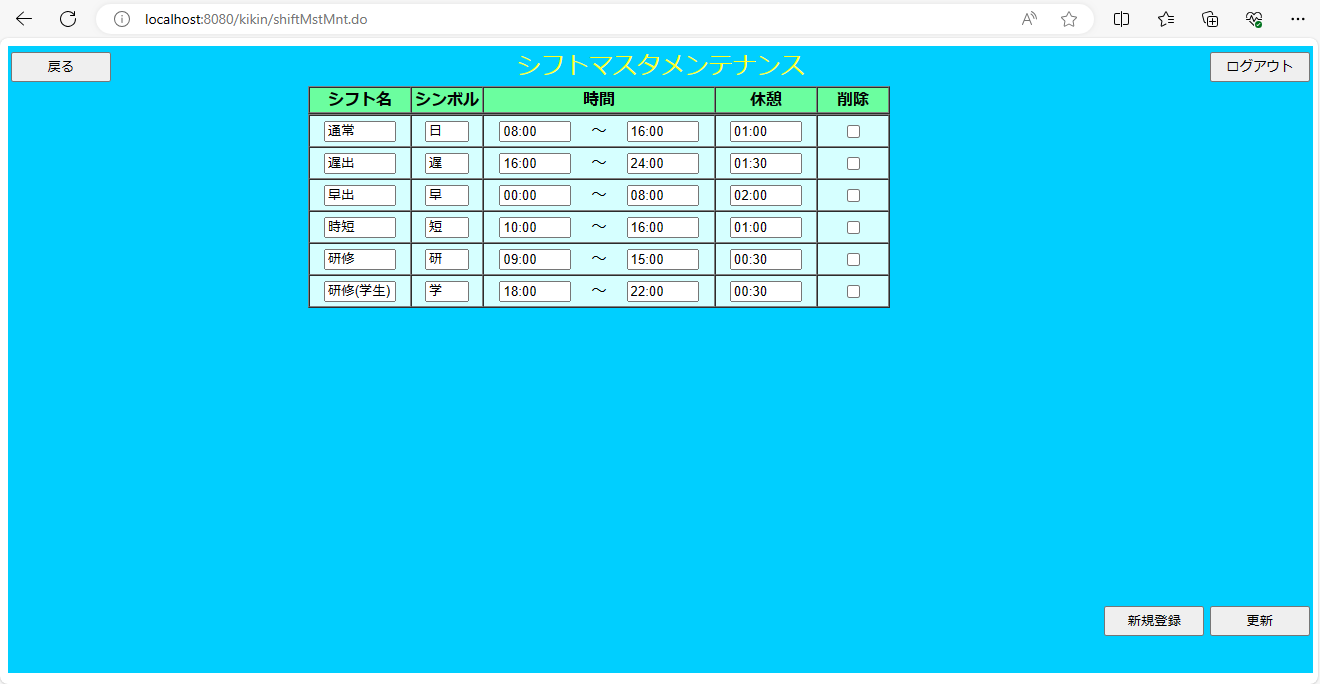 localhost:8080/kikin/shiftMstMnt.do
戻る シフトマスタメンテナンス ログアウト
シフト名 シンボル 時間 休憩 削除
通常 日 08:00 ～ 16:00 01:00
遅出 遅 16:00 ～ 24:00 01:30
早出 早 00:00 ～ 08:00 02:00
時短 短 10:00 ～ 16:00 01:00
研修 研 09:00 ～ 15:00 00:30
研修(学生) 学 18:00 ～ 22:00 00:30
新規登録 更新